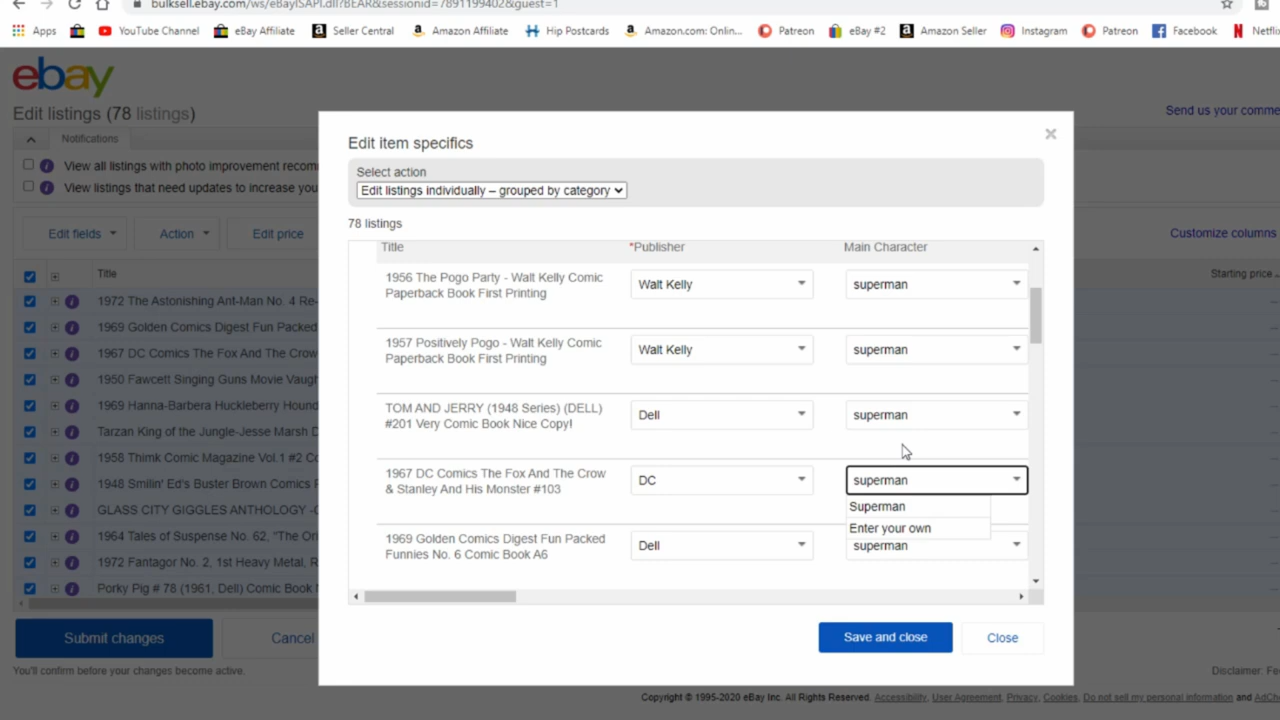 bulksell.ebay.com/ws/eBayISAPI.dll?BEAR&sessionid=7891199402&guest=1
Apps YouTube Channel eBay Affiliate Seller Central Amazon Affiliate Hip Postcards Amazon.com: Onlin... Patreon eBay #2 Amazon Seller Instagram Patreon Facebook Netfli
ebay
Edit listings (78 listings)
Send us your comme
Notifications
View all listings with photo improvement recom
View listings that need updates to increase you
Edit fields Action Edit price
Customize columns
Title
Starting price
1972 The Astonishing Ant-Man No. 4 Re-
1969 Golden Comics Digest Fun Packed
1967 DC Comics The Fox And The Crow
1950 Fawcett Singing Guns Movie Vaugh
1969 Hanna-Barbera Huckleberry Hound
Tarzan King of the Jungle-Jesse Marsh D
1958 Thimk Comic Magazine Vol.1 #2 Co
1948 Smilin' Ed's Buster Brown Comics F
GLASS CITY GIGGLES ANTHOLOGY -C
1964 Tales of Suspense No. 62, "The Ori
1972 Fantagor No. 2, 1st Heavy Metal, R
Porky Pig # 78 (1961, Dell) Comic Book N
Submit changes Cancel
You'll confirm before your changes become active.
Disclaimer: Fe
Edit item specifics
Select action
Edit listings individually – grouped by category
78 listings
Title *Publisher Main Character
1956 The Pogo Party - Walt Kelly Comic
Paperback Book First Printing
Walt Kelly superman
1957 Positively Pogo - Walt Kelly Comic
Paperback Book First Printing
Walt Kelly superman
TOM AND JERRY (1948 Series) (DELL)
#201 Very Comic Book Nice Copy!
Dell superman
1967 DC Comics The Fox And The Crow
& Stanley And His Monster #103
DC superman
Superman
Enter your own
1969 Golden Comics Digest Fun Packed
Funnies No. 6 Comic Book A6
Dell superman
Save and close Close
Copyright © 1995-2020 eBay Inc. All Rights Reserved. Accessibility, User Agreement, Privacy, Cookies, Do not sell my personal information and AdCho